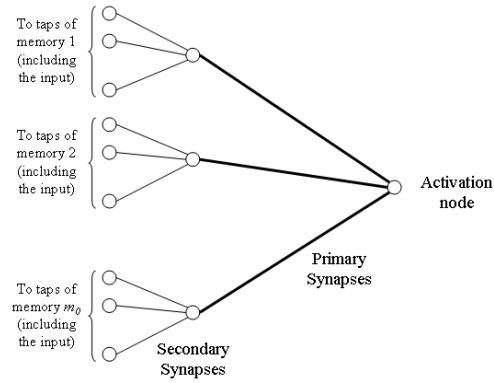 To taps of
memory 1
(including
the input)
To taps of
memory 2
(including
the input)
Activation
node
Primary
Synapses
To taps of
memory m₀
(including
the input)
Secondary
Synapses